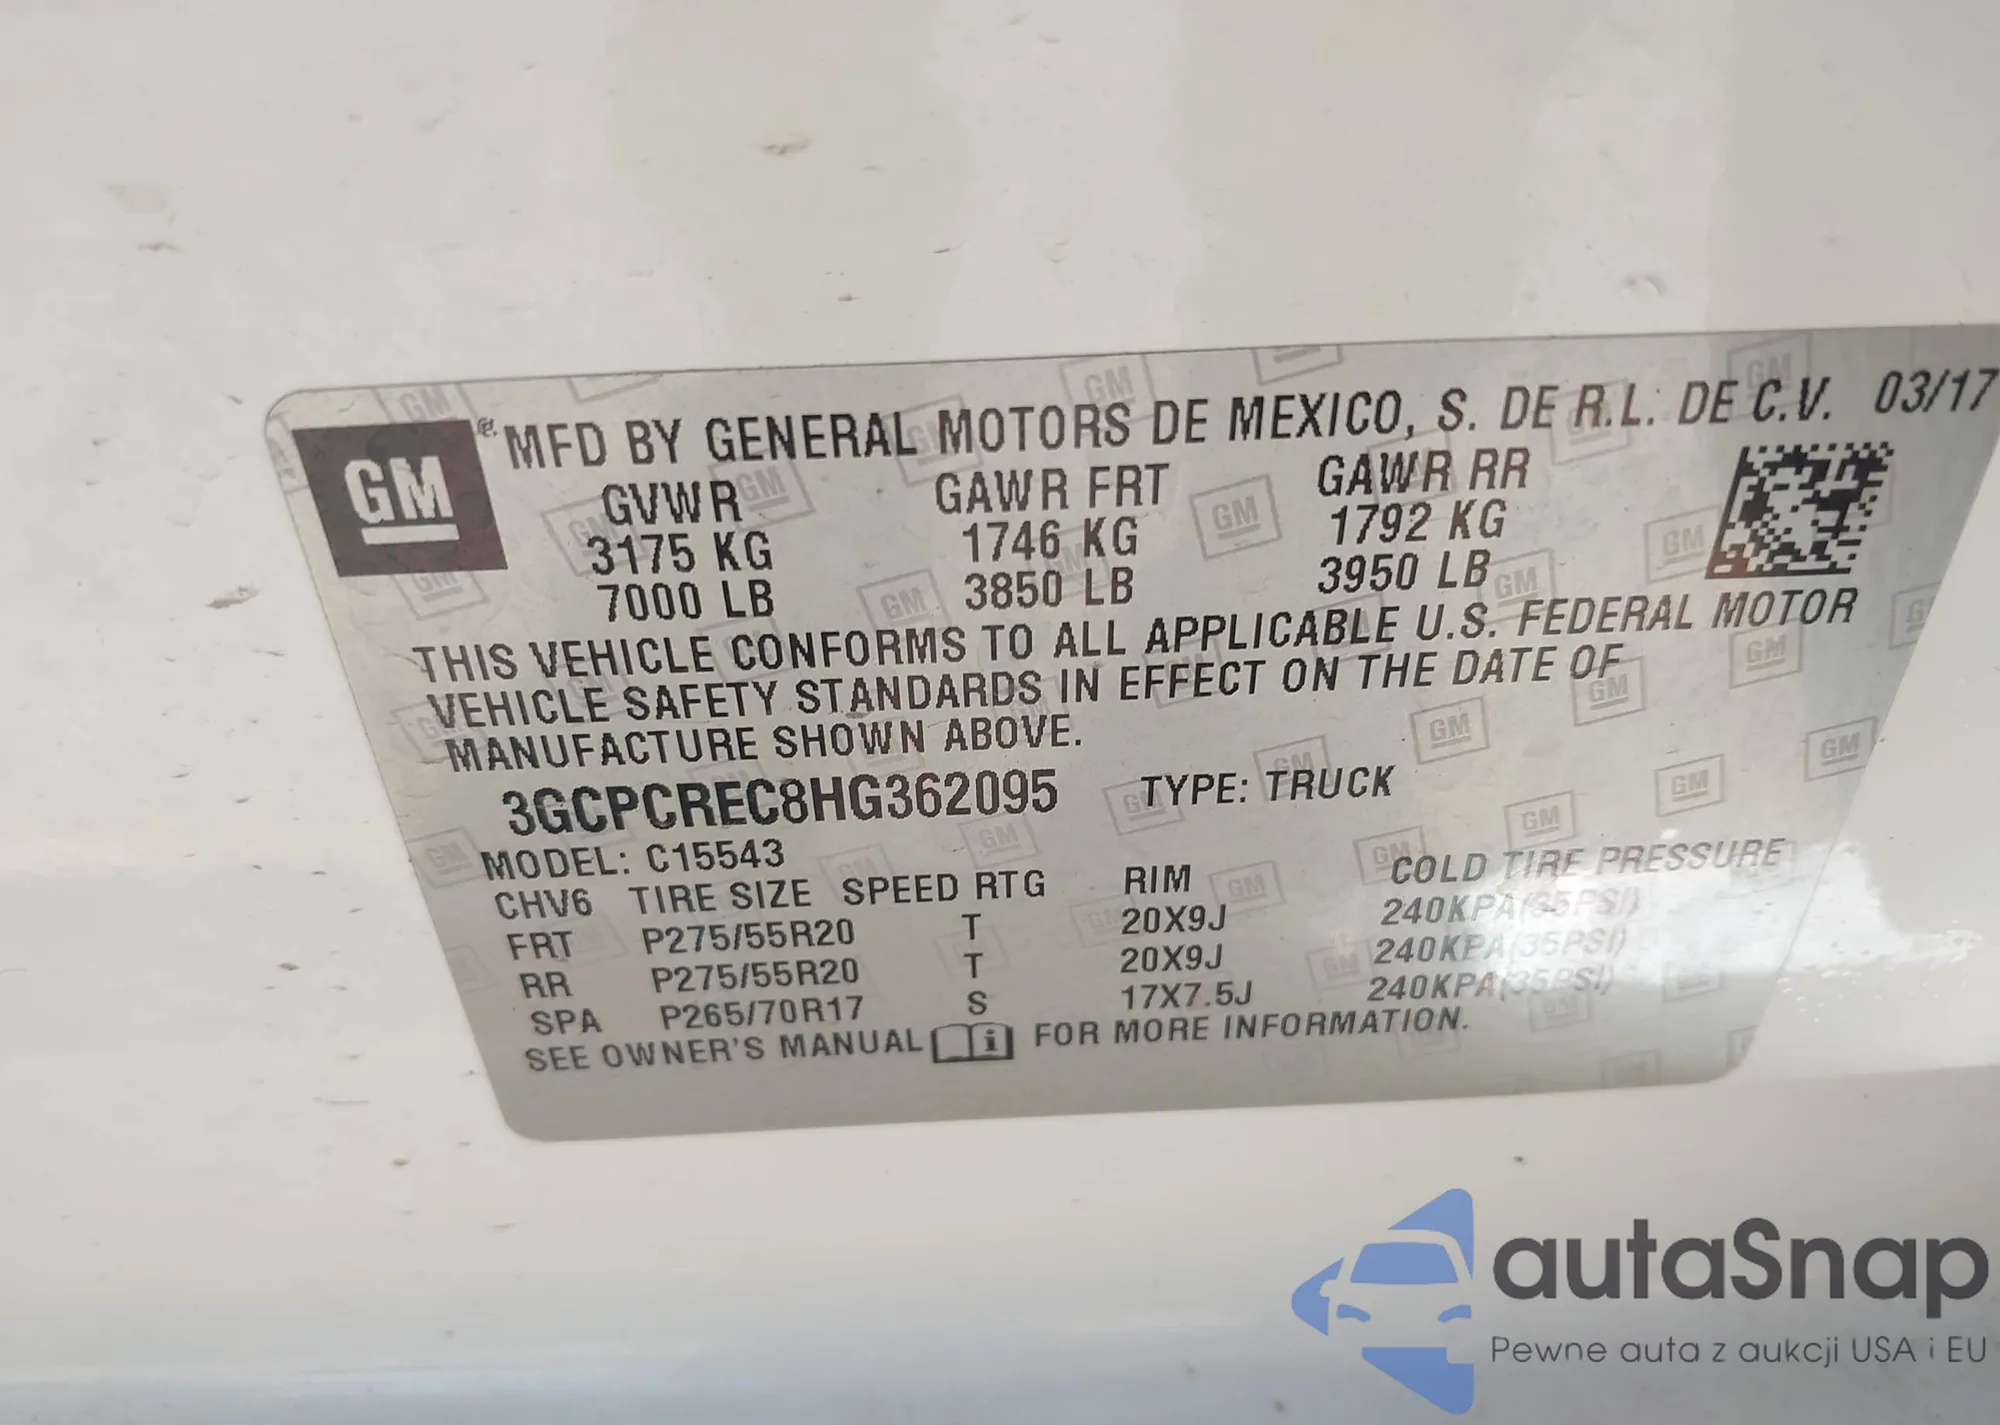 GM
MFD BY GENERAL MOTORS DE MEXICO, S. DE R.L. DE C.V. 03/17
GVWR GAWR FRT GAWR RR
3175 KG 1746 KG 1792 KG
7000 LB 3850 LB 3950 LB
THIS VEHICLE CONFORMS TO ALL APPLICABLE U.S. FEDERAL MOTOR
VEHICLE SAFETY STANDARDS IN EFFECT ON THE DATE OF
MANUFACTURE SHOWN ABOVE.
3GCPCREC8HG362095 TYPE: TRUCK
MODEL: C15543
CHV6 TIRE SIZE SPEED RTG RIM COLD TIRE PRESSURE
FRT P275/55R20 T 20X9J 240KPA(35PSI)
RR P275/55R20 T 20X9J 240KPA(35PSI)
SPA P265/70R17 S 17X7.5J 240KPA(35PSI)
SEE OWNER'S MANUAL i FOR MORE INFORMATION.
autaSnap
Pewne auta z aukcji USA i EU